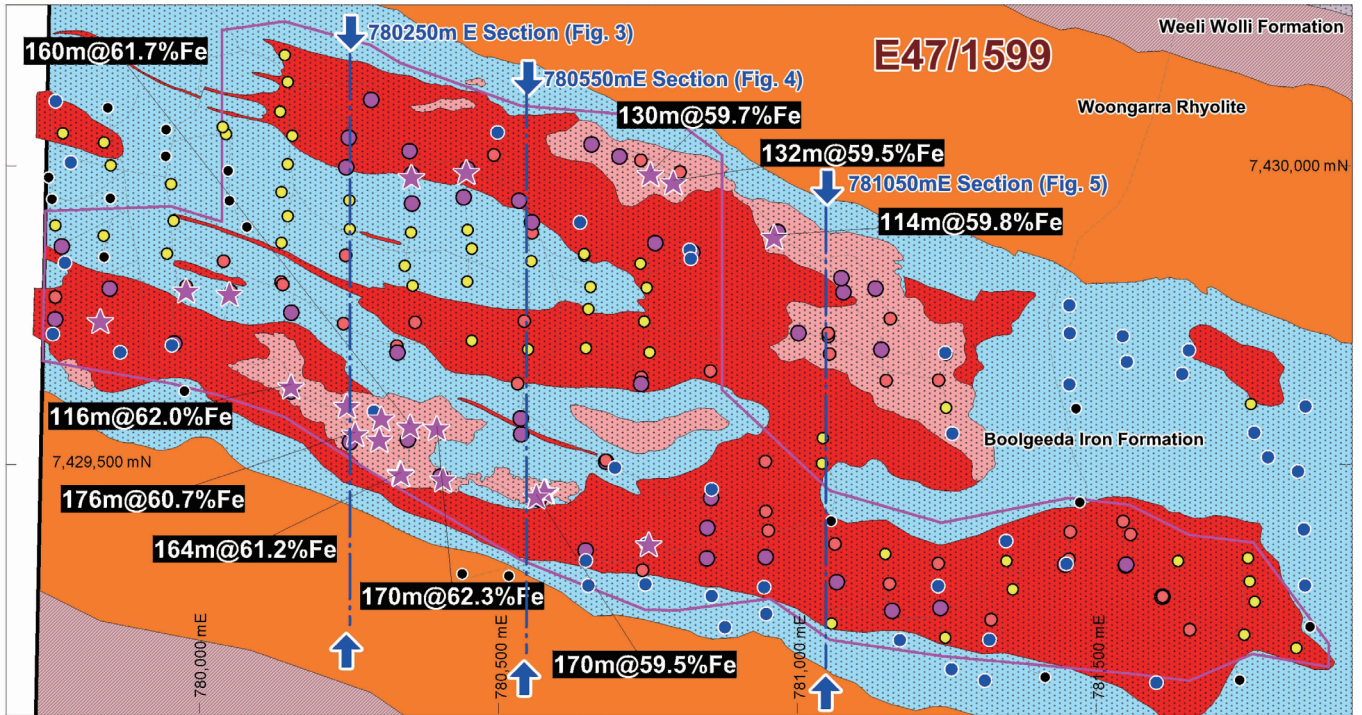 Weeli Wolli Formation
780250m E Section (Fig. 3)
160m@61.7%Fe
E47/1599
780550mE Section (Fig. 4)
Woongarra Rhyolite
130m@59.7%Fe
132m@59.5%Fe
7,430,000 mN
781050mE Section (Fig. 5)
114m@59.8%Fe
116m@62.0%Fe
Boolgeeda Iron Formation
7,429,500 mN
176m@60.7%Fe
164m@61.2%Fe
170m@62.3%Fe
170m@59.5%Fe
780,000 mE
780,500 mE
781,000 mE
781,500 mE